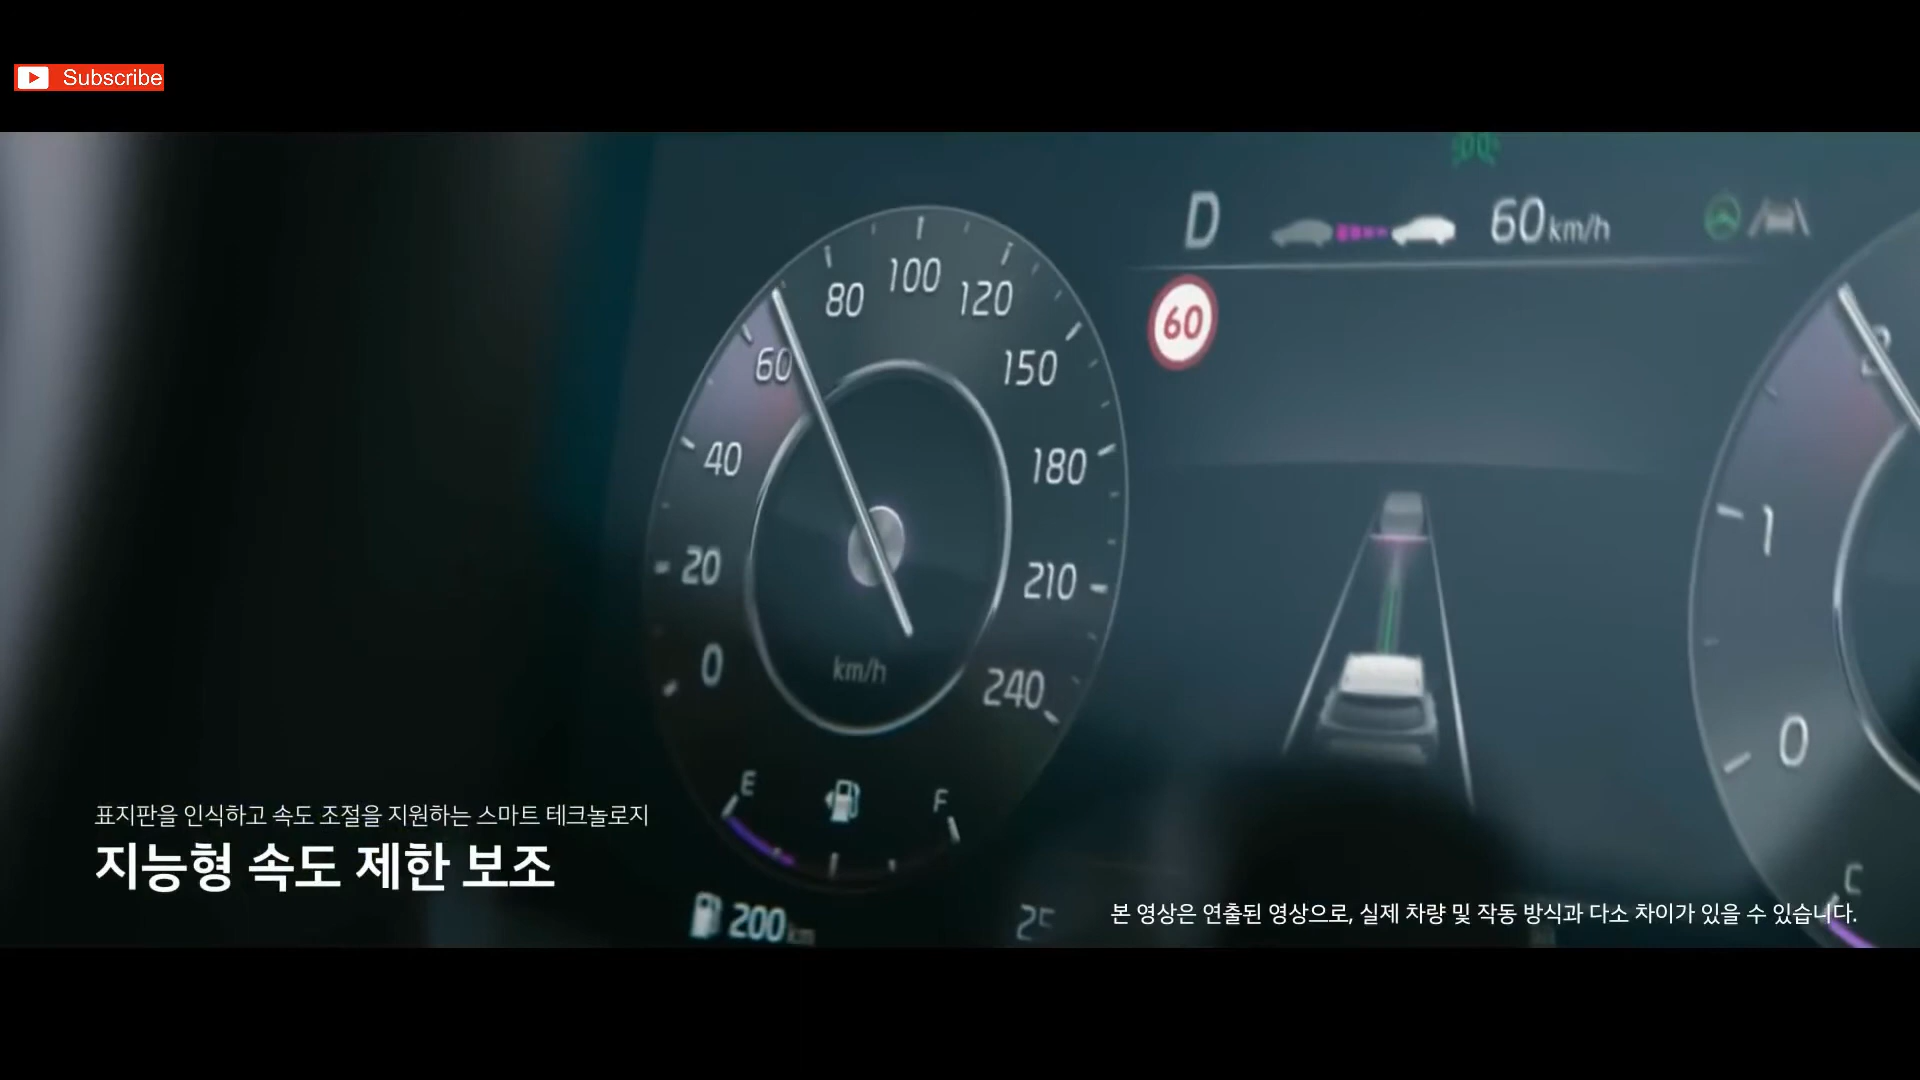 Subscribe
D
60 km/h
60
80
100
120
60
150
40
180
20
210
0
240
km/h
E
F
200 km
1
0
C
표지판을 인식하고 속도 조절을 지원하는 스마트 테크놀로지
지능형 속도 제한 보조
본 영상은 연출된 영상으로, 실제 차량 및 작동 방식과 다소 차이가 있을 수 있습니다.